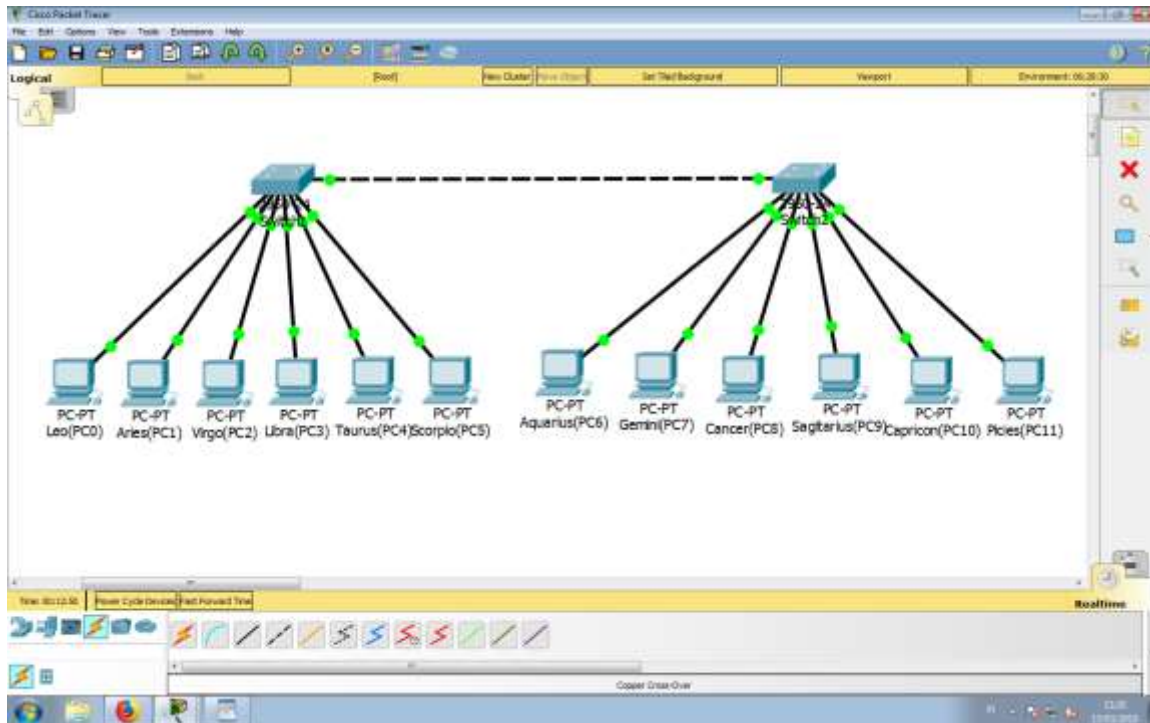 Cisco Packet Tracer
File Edit Options View Tools Extensions Help
Logical
Back
[Root]
New Cluster
Move Object
Set Tiled Background
Viewport
PC-PT
Leo(PC0)
PC-PT
Aries(PC1)
PC-PT
Virgo(PC2)
PC-PT
Libra(PC3)
PC-PT
Taurus(PC4)
PC-PT
Scorpio(PC5)
PC-PT
Aquarius(PC6)
PC-PT
Gemini(PC7)
PC-PT
Cancer(PC8)
PC-PT
Sagitarius(PC9)
PC-PT
Capricon(PC10)
PC-PT
Picies(PC11)
Switch2
Power Cycle Devices
Fast Forward Time
Realtime
Copper Cross-Over